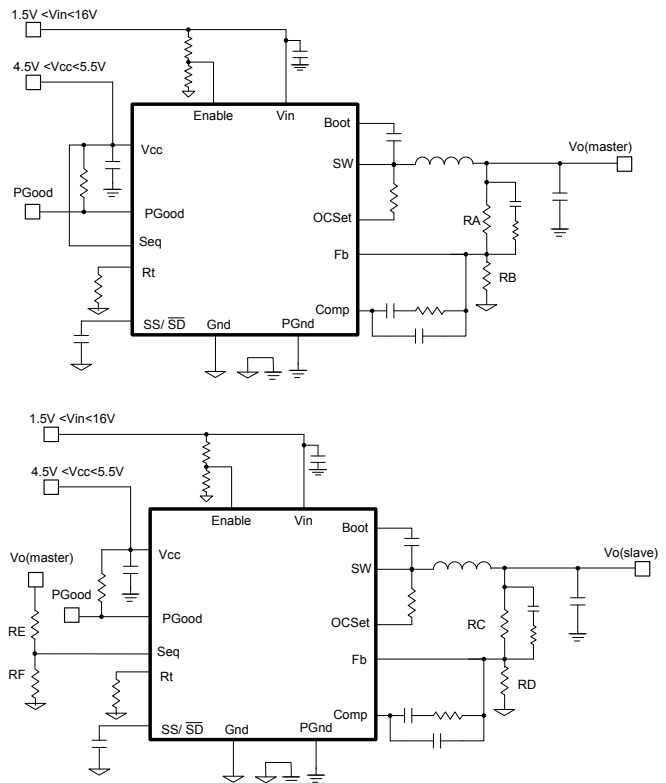 1.5V <Vin<16V
4.5V <Vcc<5.5V
Enable
Vin
Boot
Vcc
SW
Vo(master)
PGood
PGood
OCSet
RA
Seq
Fb
Rt
RB
Comp
SS/ SD
Gnd
PGnd
1.5V <Vin<16V
4.5V <Vcc<5.5V
Enable
Vin
Boot
Vo(master)
Vcc
SW
Vo(slave)
PGood
PGood
OCSet
RC
RE
Seq
Fb
RF
Rt
RD
Comp
SS/ SD
Gnd
PGnd